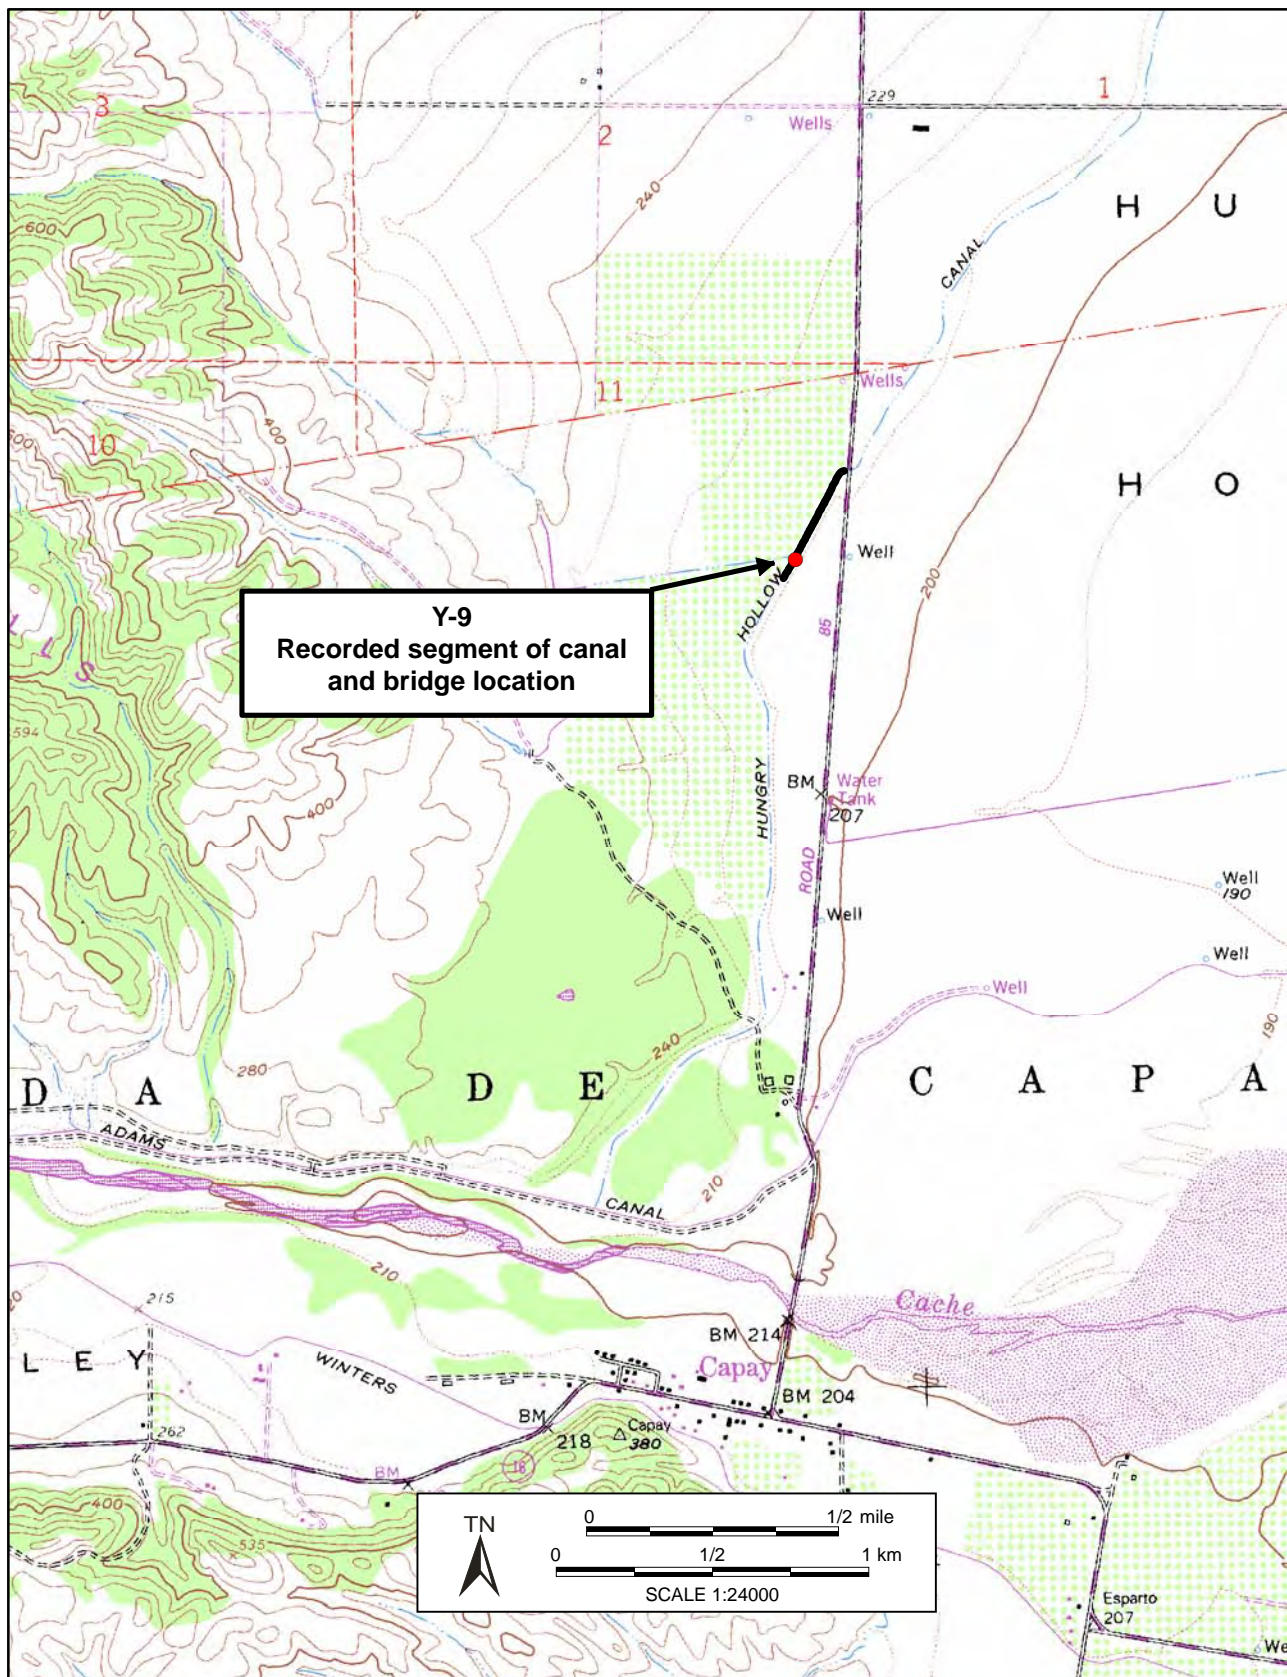 229
1
3
2
Wells
240
H U
600
CANAL
11
Wells
400
10
600
H O
Well
200
HOLLOW
Y-9
Recorded segment of canal
and bridge location
85
L L S
594
BM
Water
Tank
207
400
HUNGRY
ROAD
Well
190
Well
Well
Well
190
240
280
D A D E C A P A
ADAMS
CANAL
210
210
Cache
20
215
BM 214
L E Y
WINTERS
Capay
BM 204
BM
218
Capay
380
262
BM
16
400
535
TN
0 1/2 mile
0 1/2 1 km
SCALE 1:24000
Esparto
207
We